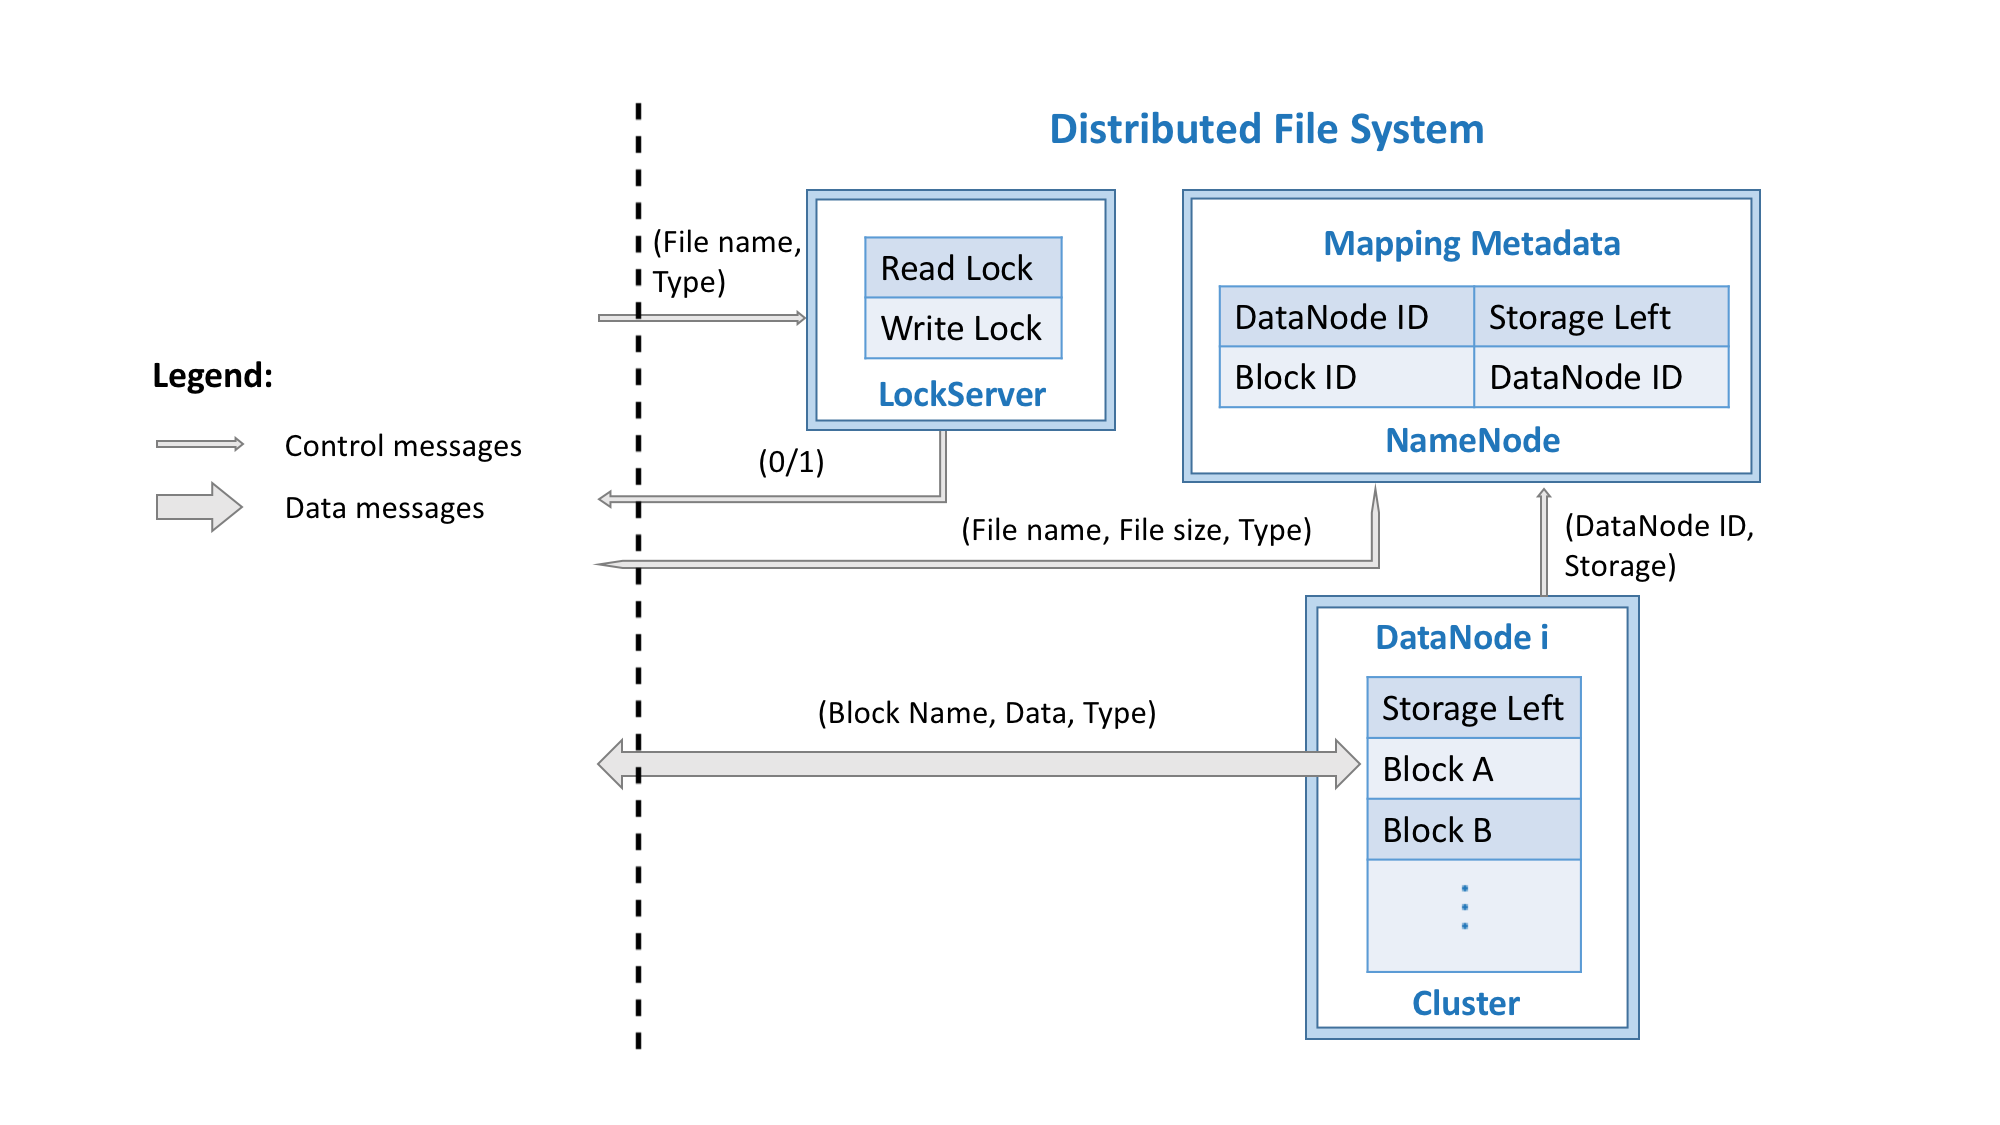 Distributed File System
(File name,
Type)
Read Lock
Write Lock
LockServer
Mapping Metadata
DataNode ID
Storage Left
Block ID
DataNode ID
NameNode
Legend:
Control messages
Data messages
(0/1)
(File name, File size, Type)
(DataNode ID,
Storage)
DataNode i
Storage Left
Block A
Block B
Cluster
(Block Name, Data, Type)